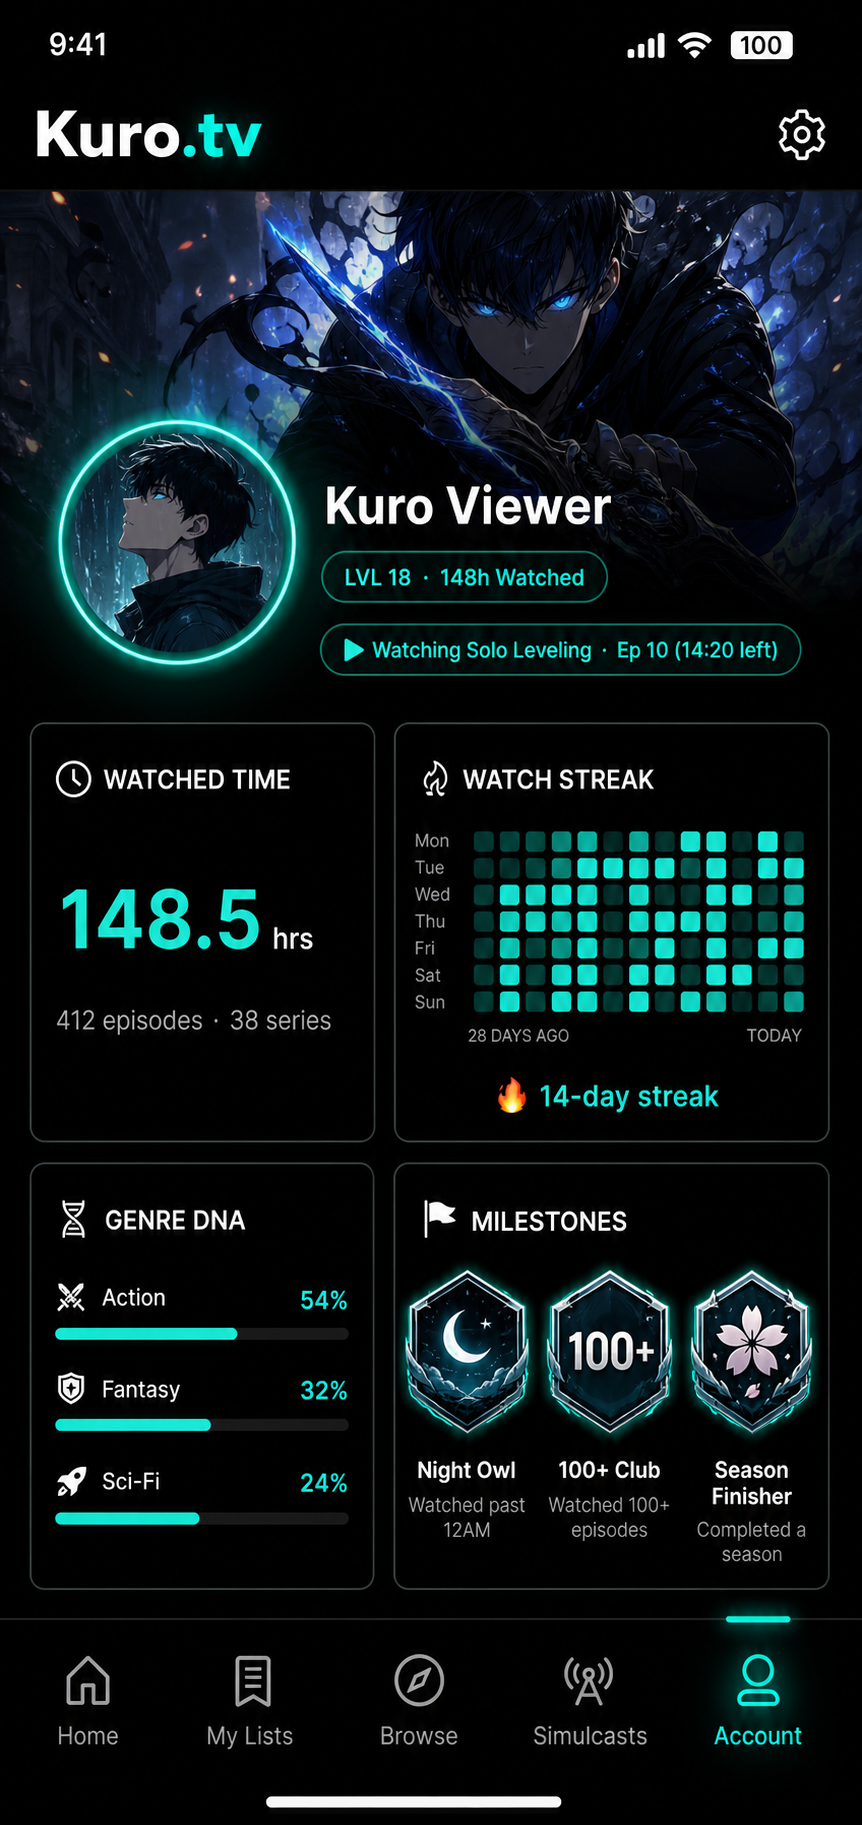 9:41
100
Kuro.tv
Kuro Viewer
LVL 18 · 148h Watched
Watching Solo Leveling · Ep 10 (14:20 left)
WATCHED TIME
148.5 hrs
412 episodes · 38 series
WATCH STREAK
Mon
Tue
Wed
Thu
Fri
Sat
Sun
28 DAYS AGO
TODAY
14-day streak
GENRE DNA
Action 54%
Fantasy 32%
Sci-Fi 24%
MILESTONES
100+
Night Owl
Watched past
12AM
100+ Club
Watched 100+
episodes
Season
Finisher
Completed a
season
Home
My Lists
Browse
Simulcasts
Account